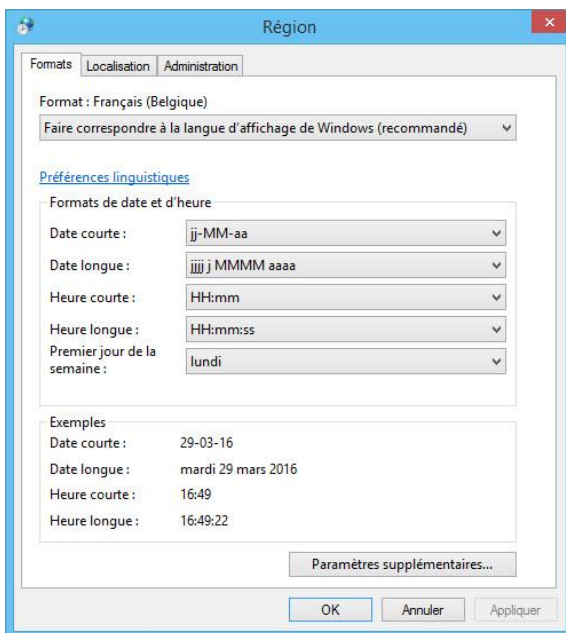 Région
Formats Localisation Administration
Format : Français (Belgique)
Faire correspondre à la langue d'affichage de Windows (recommandé)
Préférences linguistiques
Formats de date et d'heure
Date courte : jj-MM-aa
Date longue : jjjj j MMMM aaaa
Heure courte : HH:mm
Heure longue : HH:mm:ss
Premier jour de la
semaine : lundi
Exemples
Date courte : 29-03-16
Date longue : mardi 29 mars 2016
Heure courte : 16:49
Heure longue : 16:49:22
Paramètres supplémentaires...
OK Annuler Appliquer